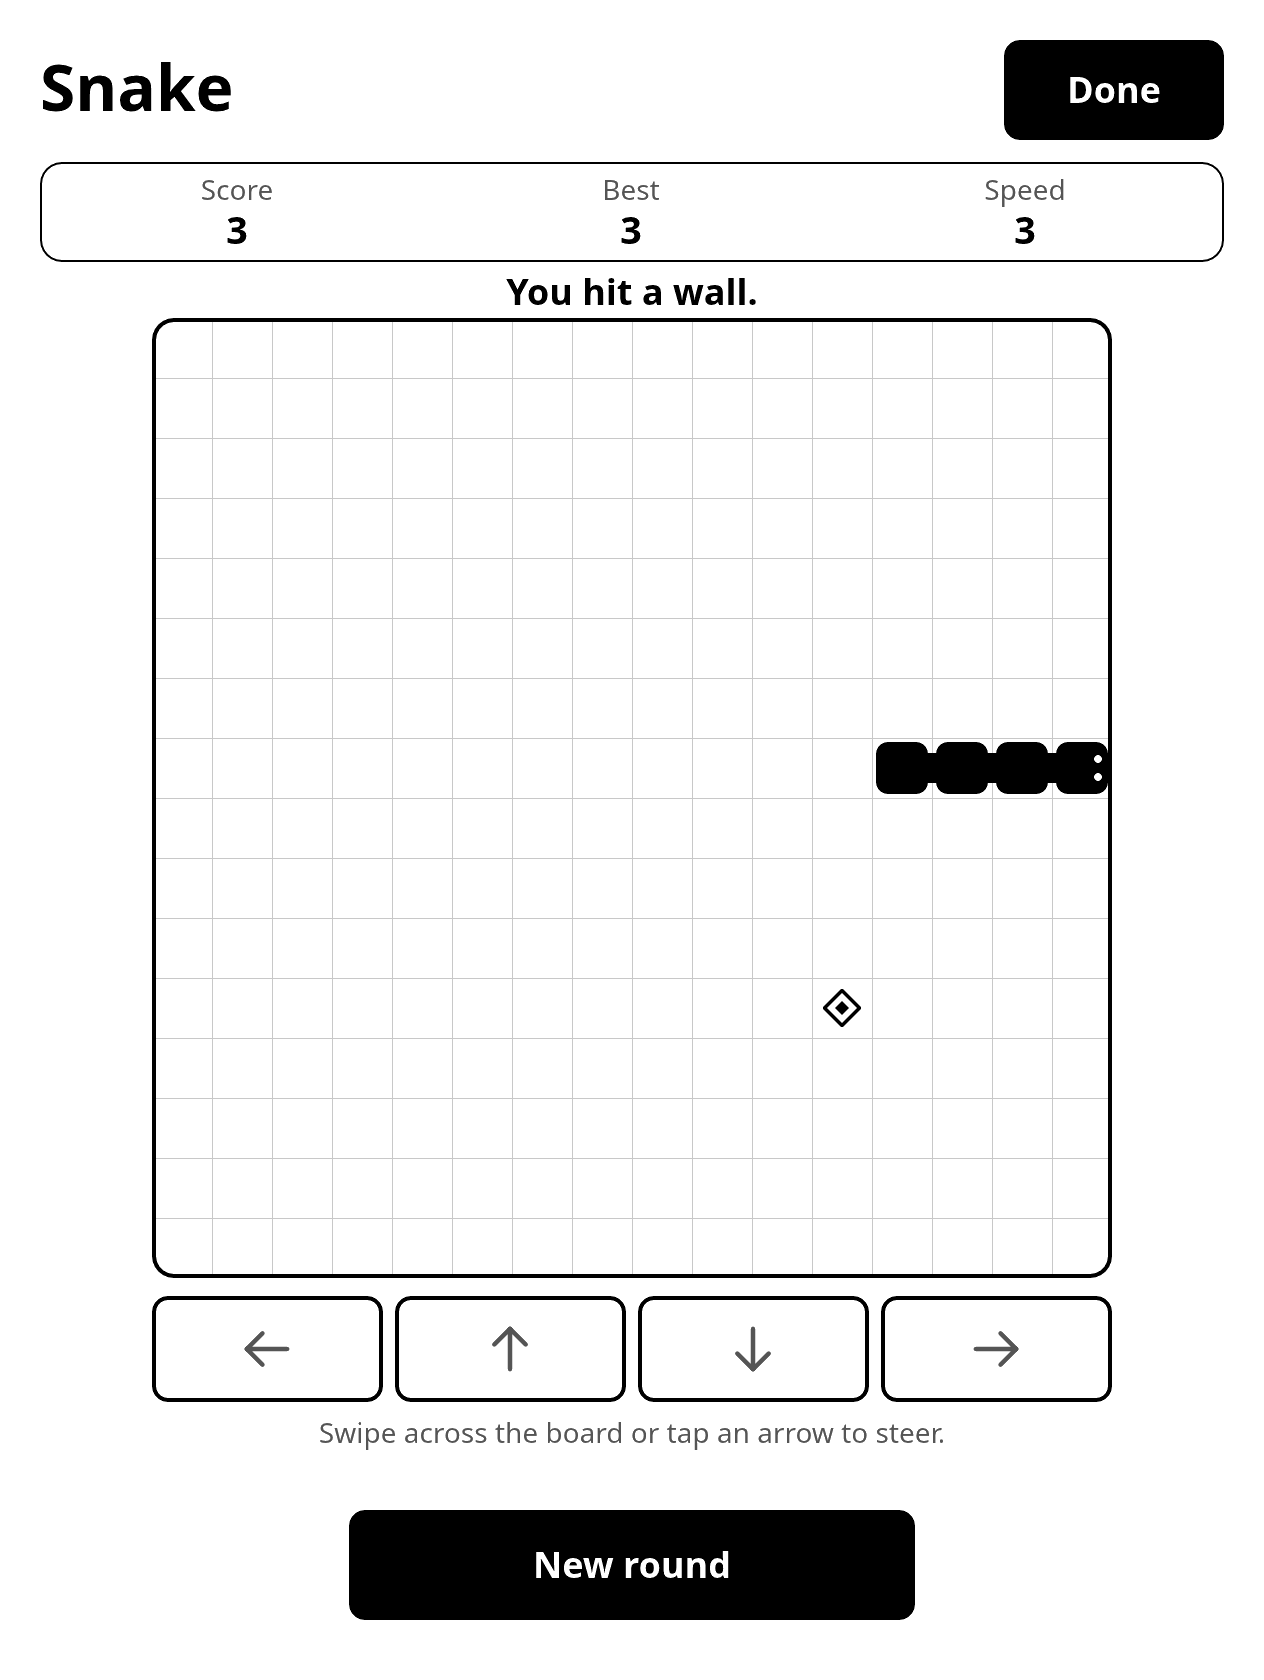 Snake
Done
Score
Best
Speed
3
3
3
You hit a wall.
Swipe across the board or tap an arrow to steer.
New round